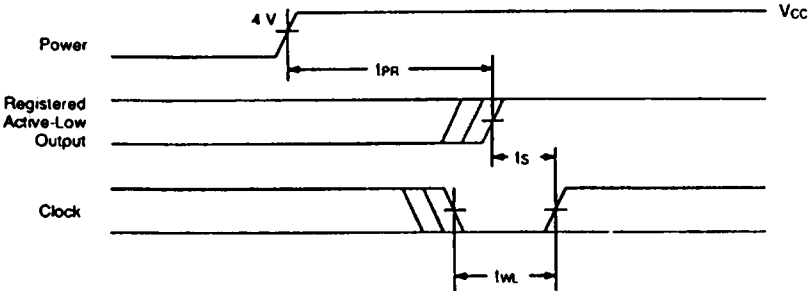 4 V
VCC
Power
tPR
Registered
Active-Low
Output
tS
Clock
tWL